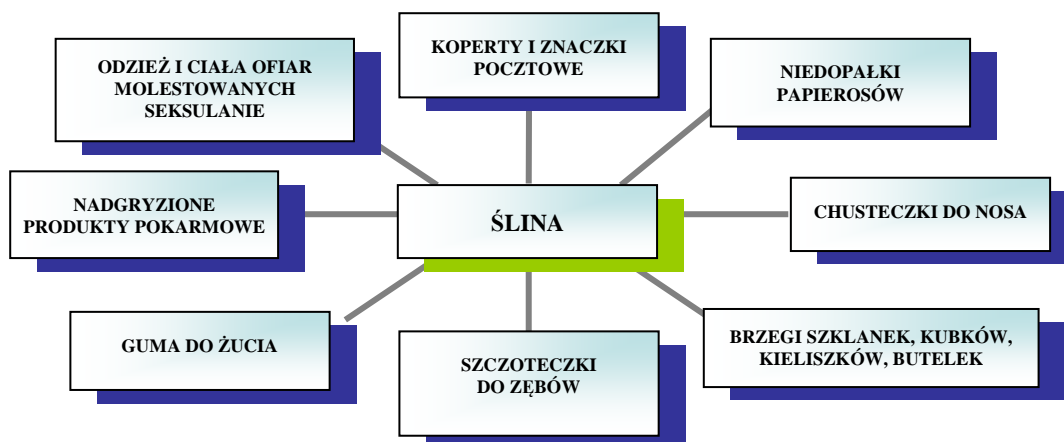 KOPERTY I ZNACZKI
POCZTOWE
ODZIEŻ I CIAŁA OFIAR
MOLESTOWANYCH
SEKSULANIE
NIEDOPAŁKI
PAPIEROSÓW
NADGRYZIONE
PRODUKTY POKARMOWE
ŚLINA
CHUSTECZKI DO NOSA
GUMA DO ŻUCIA
SZCZOTECZKI
DO ZĘBÓW
BRZEGI SZKLANEK, KUBKÓW,
KIELISZKÓW, BUTELEK